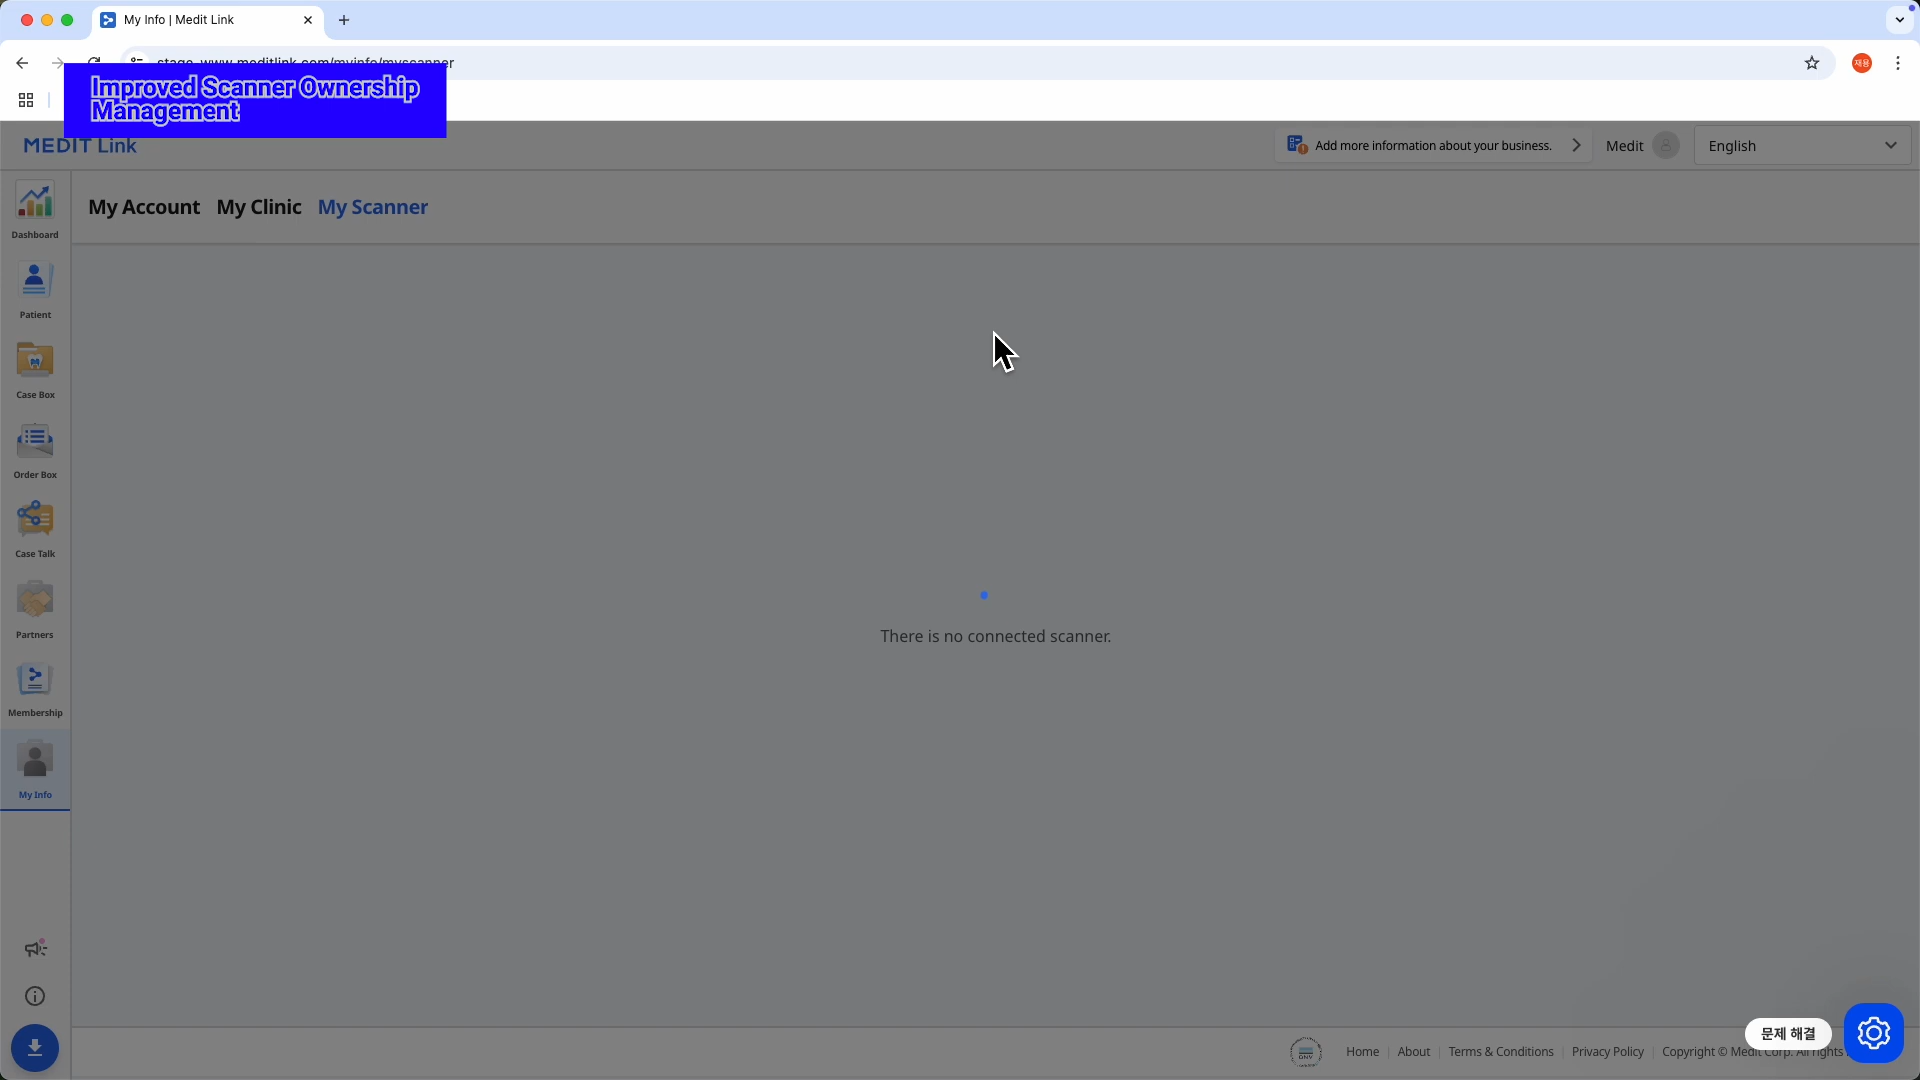 My Info | Medit Link
stage-www.meditlink.com/myinfo/myscanner
재용
Improved Scanner Ownership
Management
MEDIT Link
Add more information about your business.
Medit
English
My Account My Clinic My Scanner
Dashboard
Patient
Case Box
Order Box
Case Talk
Partners
Membership
My Info
There is no connected scanner.
문제 해결
DNV
Home
About
Terms & Conditions
Privacy Policy
Copyright © Medit Corp. All rights